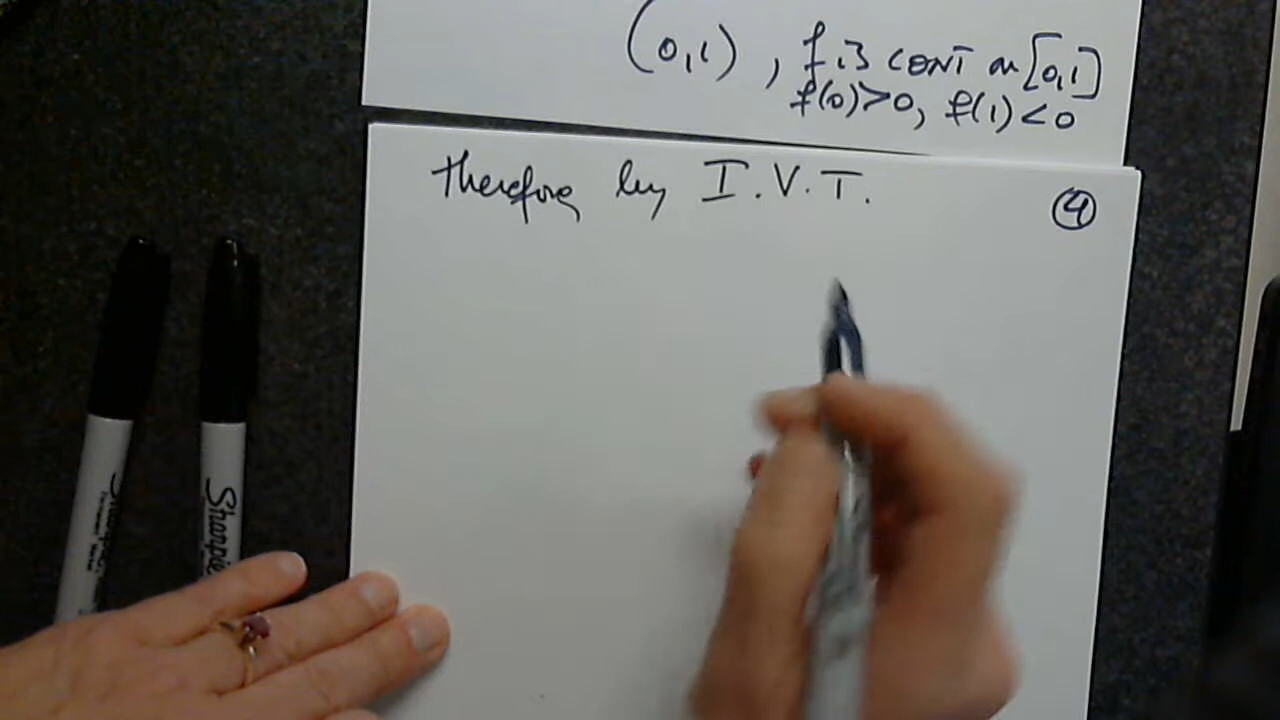 (0,1), f is CONT on [0,1]
f(0)>0, f(1)<0
therefore by I.V.T.
④
Sharpie